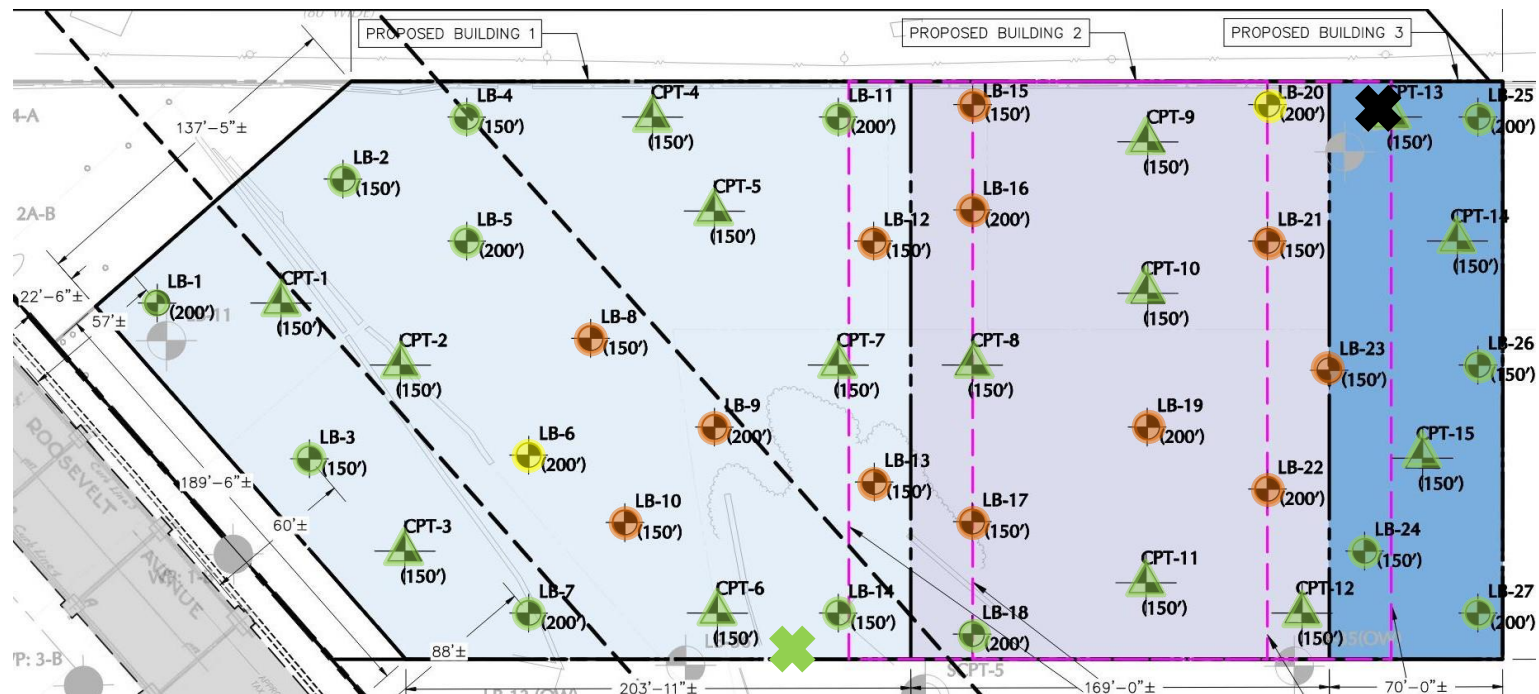 (80' WIDE)
PROPOSED BUILDING 1
PROPOSED BUILDING 2
PROPOSED BUILDING 3
4-A
137'-5"±
LB-4
(150')
CPT-4
(150')
LB-11
(200')
LB-15
(150')
CPT-9
(150')
LB-20
(200')
CPT-13
(150')
LB-25
(200')
LB-2
(150')
2A-B
LB-5
(200')
CPT-5
(150')
LB-12
(150')
LB-16
(200')
LB-21
(150')
CPT-14
(150')
22'-6"±
57'±
LB-1
(200')
CPT-1
(150')
LB-8
(150')
CPT-10
(150')
CPT-2
(150')
CPT-7
(150')
CPT-8
(150')
LB-23
(150')
LB-26
(150')
LB-3
(150')
LB-6
(200')
LB-9
(200')
LB-13
(150')
LB-19
(200')
LB-22
(200')
CPT-15
(150')
ROOSEVELT
AVENUE
189'-6"±
60'±
LB-10
(150')
LB-17
(150')
LB-24
(150')
CPT-3
(150')
LB-7
(200')
CPT-6
(150')
LB-14
(150')
LB-18
(200')
CPT-11
(150')
CPT-12
(150')
LB-27
(200')
P: 3-B
88'±
SCPT-5
203'-11"±
169'-0"±
70'-0"±